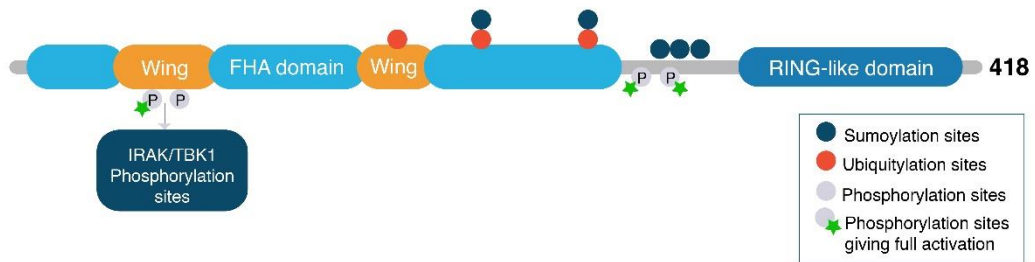 Wing
FHA domain
Wing
RING-like domain
418
P
P
P
P
IRAK/TBK1
Phosphorylation
sites
Sumoylation sites
Ubiquitylation sites
Phosphorylation sites
Phosphorylation sites
giving full activation